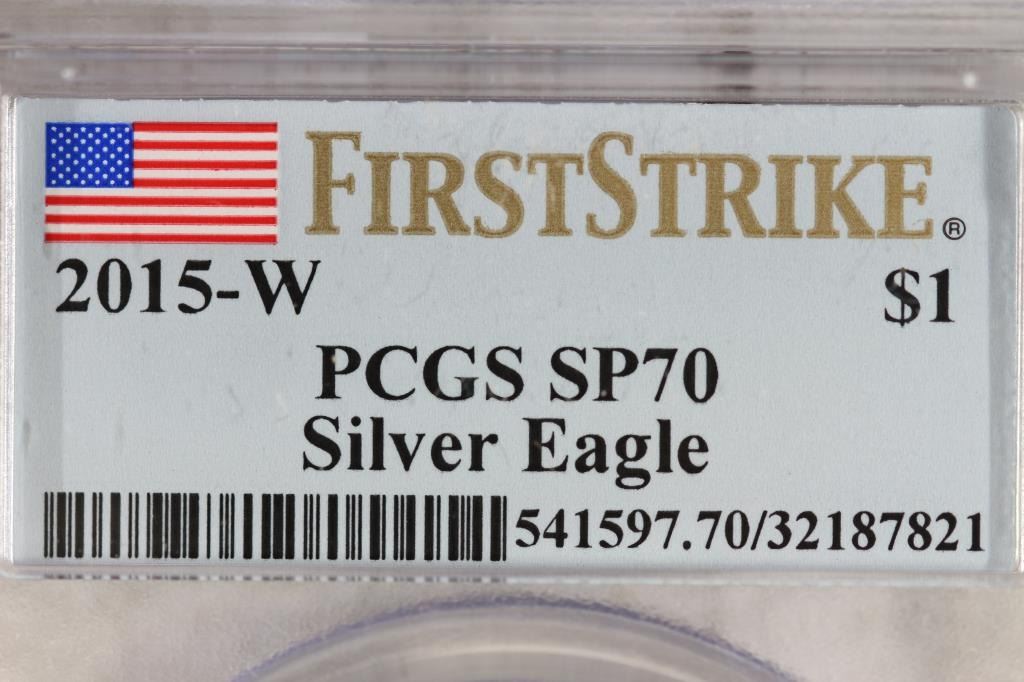 FIRSTSTRIKE®
2015-W $1
PCGS SP70
Silver Eagle
541597.70/32187821